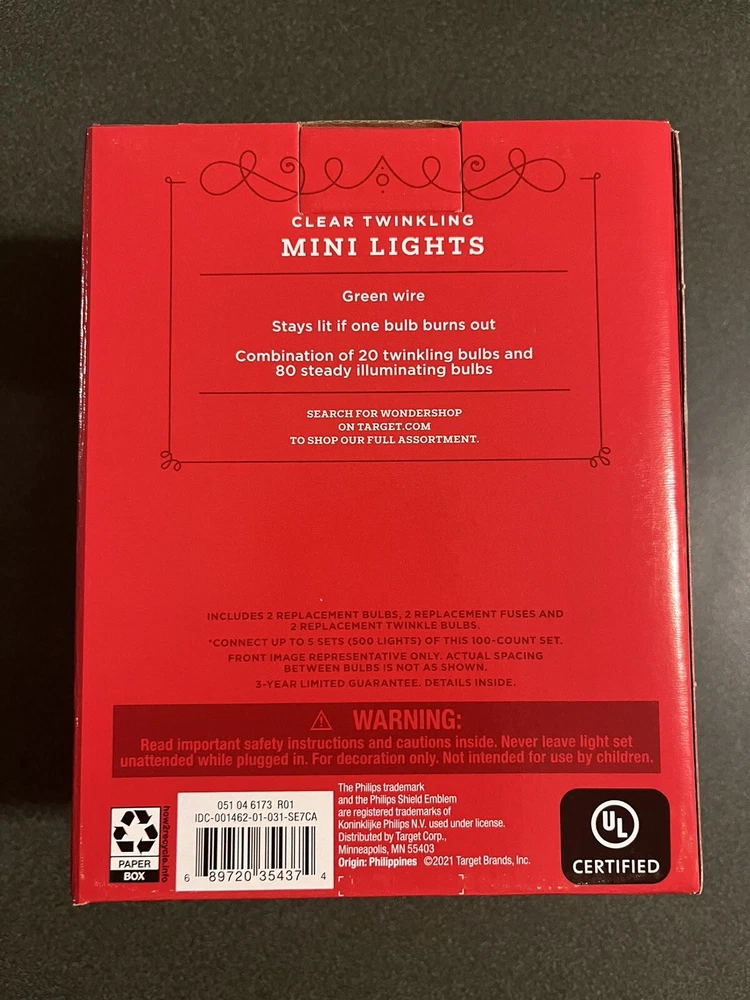 CLEAR TWINKLING
MINI LIGHTS
Green wire
Stays lit if one bulb burns out
Combination of 20 twinkling bulbs and
80 steady illuminating bulbs
SEARCH FOR WONDERSHOP
ON TARGET.COM
TO SHOP OUR FULL ASSORTMENT.
INCLUDES 2 REPLACEMENT BULBS, 2 REPLACEMENT FUSES AND
2 REPLACEMENT TWINKLE BULBS.
*CONNECT UP TO 5 SETS (500 LIGHTS) OF THIS 100-COUNT SET.
FRONT IMAGE REPRESENTATIVE ONLY. ACTUAL SPACING
BETWEEN BULBS IS NOT AS SHOWN.
3-YEAR LIMITED GUARANTEE. DETAILS INSIDE.
WARNING:
Read important safety instructions and cautions inside. Never leave light set
unattended while plugged in. For decoration only. Not intended for use by children.
PAPER
BOX
how2recycle.info
051 04 6173 R01
IDC-001462-01-031-SE7CA
6 89720 35437 4
The Philips trademark
and the Philips Shield Emblem
are registered trademarks of
Koninklijke Philips N.V. used under license.
Distributed by Target Corp.,
Minneapolis, MN 55403
Origin: Philippines ©2021 Target Brands, Inc.
UL
CERTIFIED